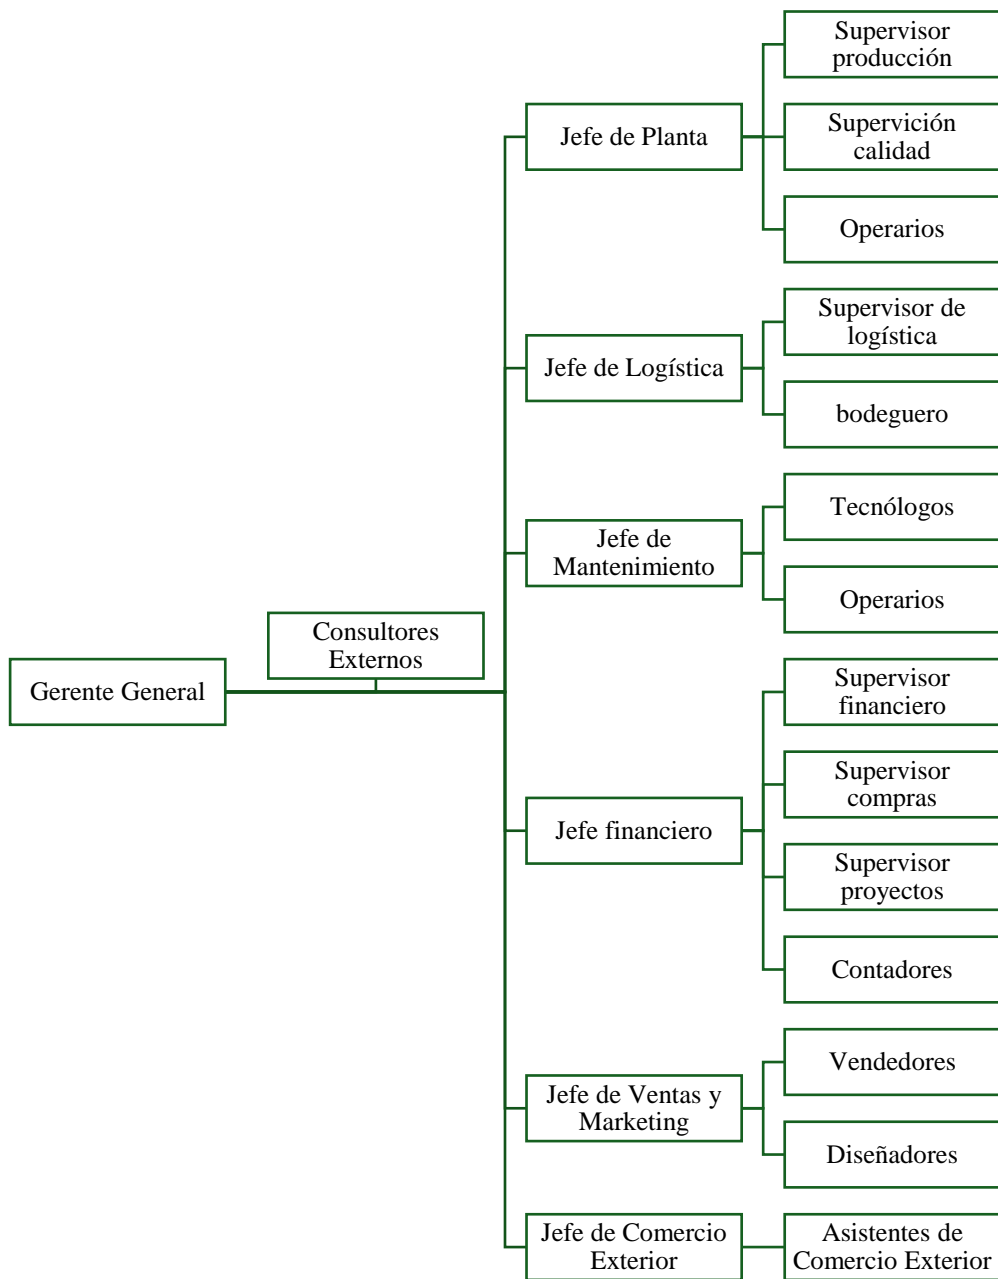 Gerente General
Consultores
Externos
Jefe de Planta
Supervisor
producción
Supervición
calidad
Operarios
Jefe de Logística
Supervisor de
logística
bodeguero
Jefe de
Mantenimiento
Tecnólogos
Operarios
Jefe financiero
Supervisor
financiero
Supervisor
compras
Supervisor
proyectos
Contadores
Jefe de Ventas y
Marketing
Vendedores
Diseñadores
Jefe de Comercio
Exterior
Asistentes de
Comercio Exterior